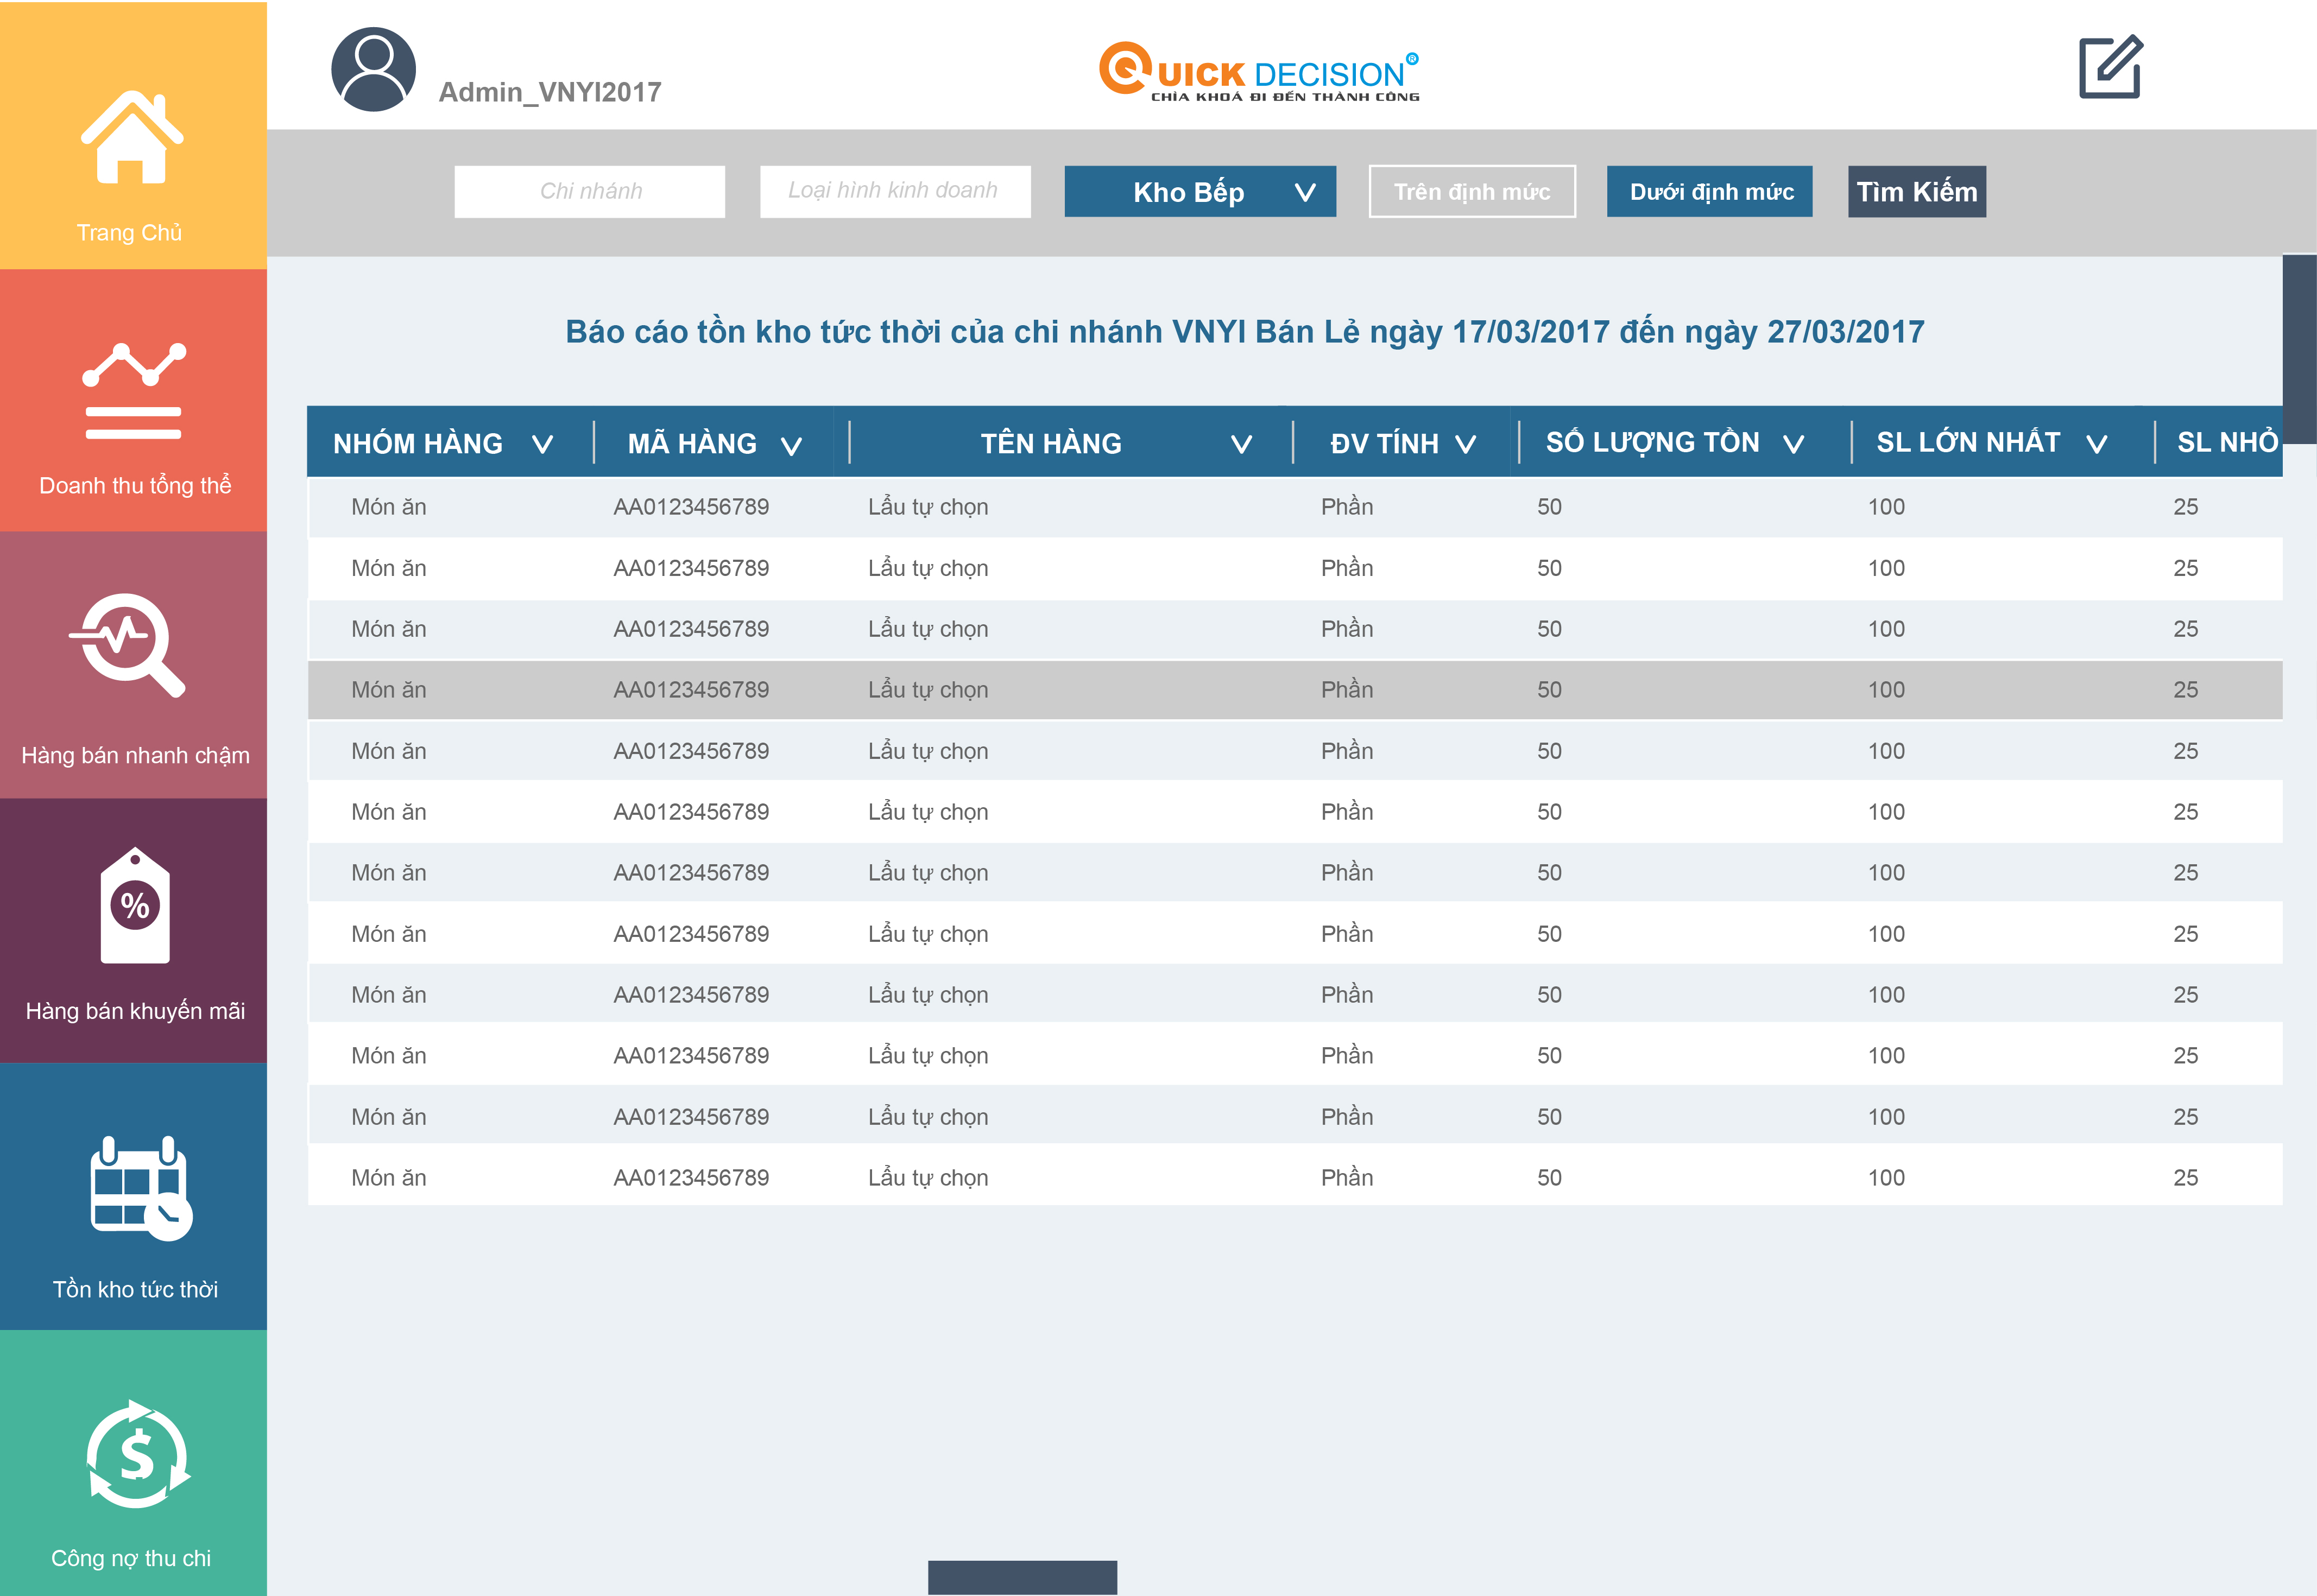 Admin_VNYI2017
QUICK DECISION®
CHÌA KHOÁ ĐI ĐẾN THÀNH CÔNG
Chi nhánh Loại hình kinh doanh Kho Bếp Trên định mức Dưới định mức Tìm Kiếm
Trang Chủ
Doanh thu tổng thể
Hàng bán nhanh chậm
%
Hàng bán khuyến mãi
Tồn kho tức thời
$
Công nợ thu chi
Báo cáo tồn kho tức thời của chi nhánh VNYI Bán Lẻ ngày 17/03/2017 đến ngày 27/03/2017
NHÓM HÀNG MÃ HÀNG TÊN HÀNG ĐV TÍNH SỐ LƯỢNG TỒN SL LỚN NHẤT SL NHỎ
Món ăn AA0123456789 Lẩu tự chọn Phần 50 100 25
Món ăn AA0123456789 Lẩu tự chọn Phần 50 100 25
Món ăn AA0123456789 Lẩu tự chọn Phần 50 100 25
Món ăn AA0123456789 Lẩu tự chọn Phần 50 100 25
Món ăn AA0123456789 Lẩu tự chọn Phần 50 100 25
Món ăn AA0123456789 Lẩu tự chọn Phần 50 100 25
Món ăn AA0123456789 Lẩu tự chọn Phần 50 100 25
Món ăn AA0123456789 Lẩu tự chọn Phần 50 100 25
Món ăn AA0123456789 Lẩu tự chọn Phần 50 100 25
Món ăn AA0123456789 Lẩu tự chọn Phần 50 100 25
Món ăn AA0123456789 Lẩu tự chọn Phần 50 100 25
Món ăn AA0123456789 Lẩu tự chọn Phần 50 100 25